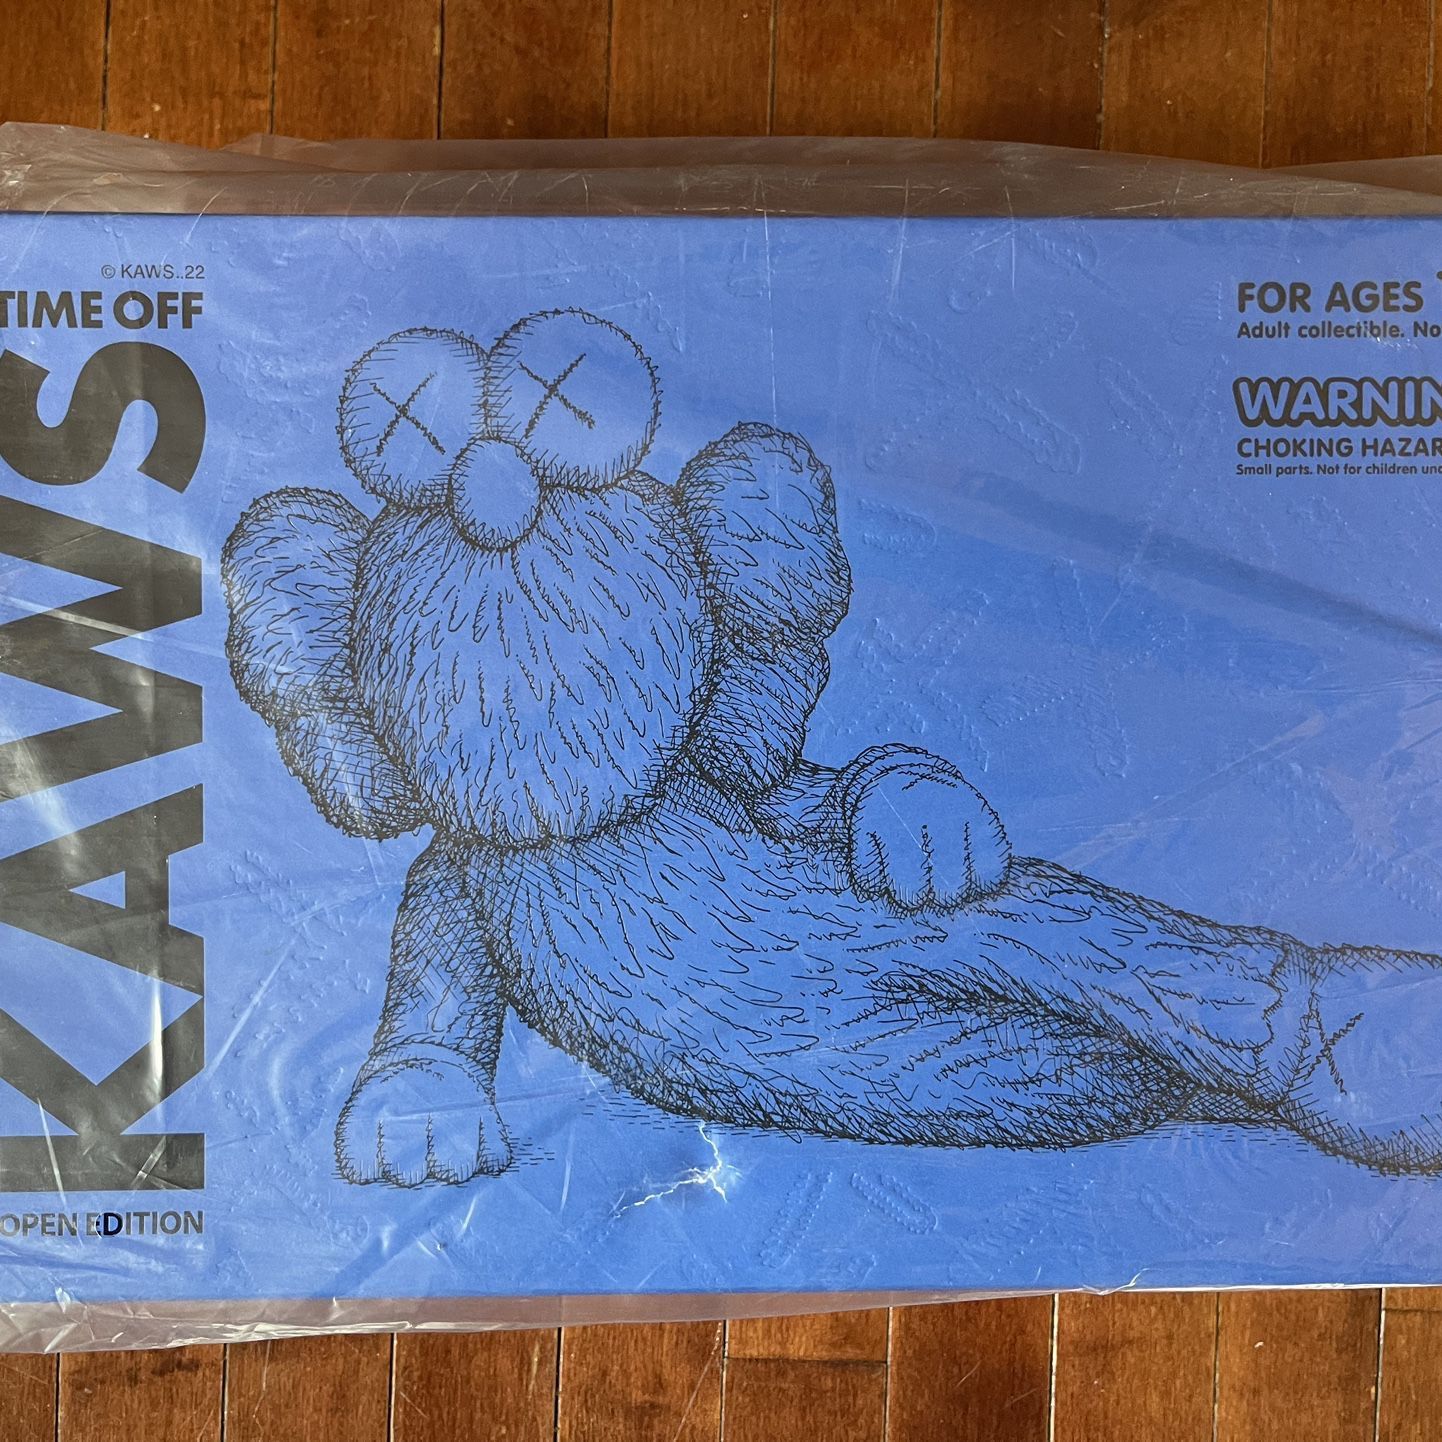 © KAWS..22
TIME OFF
KAWS
OPEN EDITION
FOR AGES
Adult collectible. No
WARNIN
CHOKING HAZAR
Small parts. Not for children und